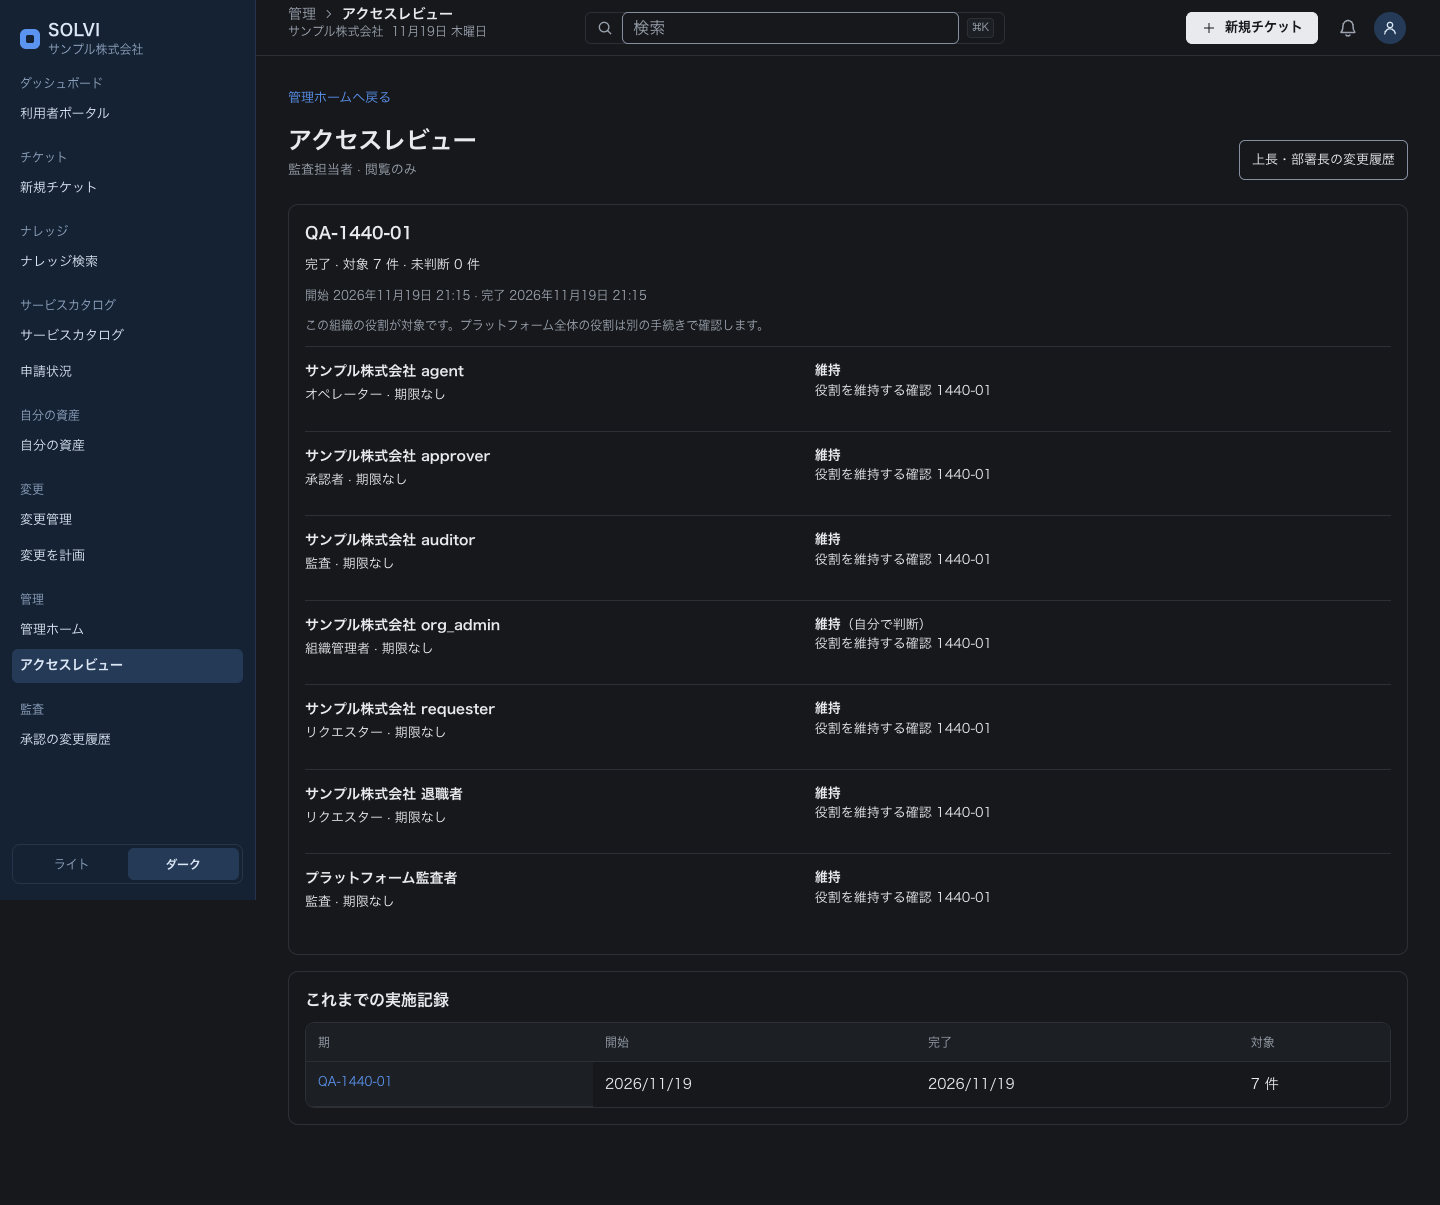 SOLVI
サンプル株式会社
ダッシュボード
利用者ポータル
チケット
新規チケット
ナレッジ
ナレッジ検索
サービスカタログ
サービスカタログ
申請状況
自分の資産
自分の資産
変更
変更管理
変更を計画
管理
管理ホーム
アクセスレビュー
監査
承認の変更履歴
ライト
ダーク
管理 > アクセスレビュー
サンプル株式会社 11月19日 木曜日
検索
⌘K
+ 新規チケット
管理ホームへ戻る
アクセスレビュー
監査担当者 · 閲覧のみ
上長・部署長の変更履歴
QA-1440-01
完了 · 対象 7 件 · 未判断 0 件
開始 2026年11月19日 21:15 · 完了 2026年11月19日 21:15
この組織の役割が対象です。プラットフォーム全体の役割は別の手続きで確認します。
サンプル株式会社 agent
オペレーター · 期限なし
維持
役割を維持する確認 1440-01
サンプル株式会社 approver
承認者 · 期限なし
維持
役割を維持する確認 1440-01
サンプル株式会社 auditor
監査 · 期限なし
維持
役割を維持する確認 1440-01
サンプル株式会社 org_admin
組織管理者 · 期限なし
維持（自分で判断）
役割を維持する確認 1440-01
サンプル株式会社 requester
リクエスター · 期限なし
維持
役割を維持する確認 1440-01
サンプル株式会社 退職者
リクエスター · 期限なし
維持
役割を維持する確認 1440-01
プラットフォーム監査者
監査 · 期限なし
維持
役割を維持する確認 1440-01
これまでの実施記録
期 開始 完了 対象
QA-1440-01 2026/11/19 2026/11/19 7 件